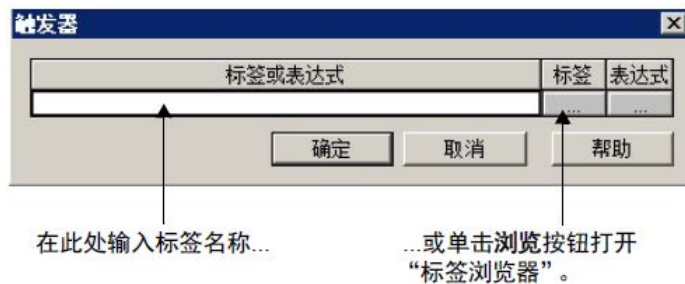 触发器
标签或表达式 标签 表达式
... ...
确定 取消 帮助
在此处输入标签名称... ...或单击浏览按钮打开
“标签浏览器”。